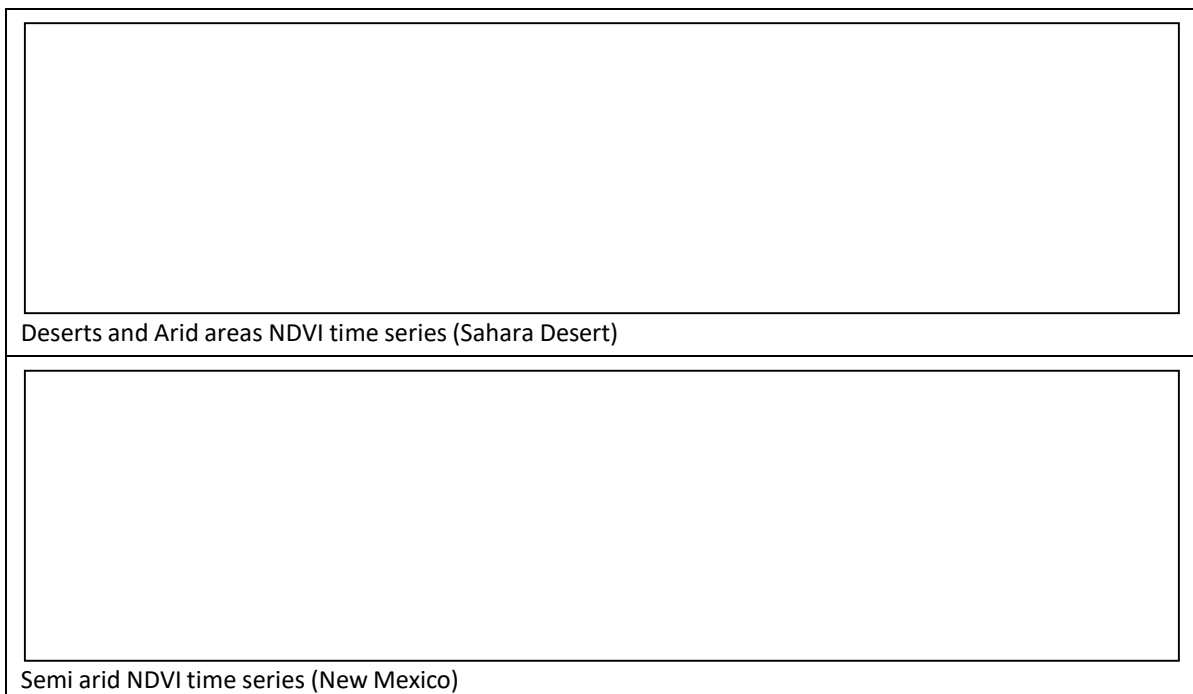 Deserts and Arid areas NDVI time series (Sahara Desert)
Semi arid NDVI time series (New Mexico)